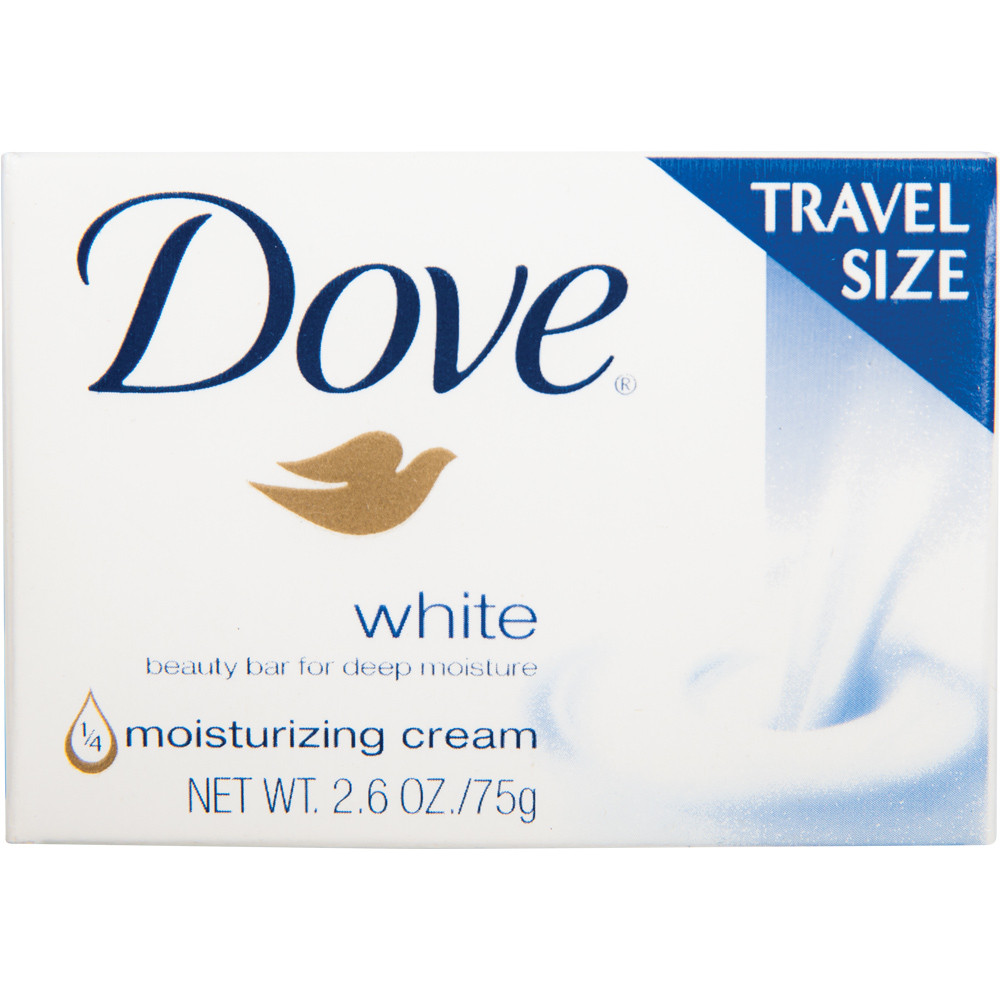 Dove®
TRAVEL
SIZE
white
beauty bar for deep moisture
1/4 moisturizing cream
NET WT. 2.6 OZ./75g